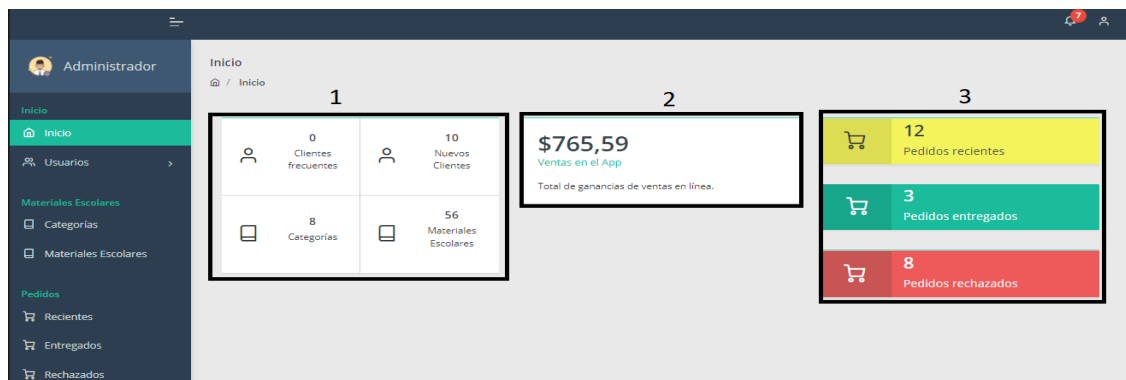 7
Administrador
Inicio
Inicio
Usuarios
Materiales Escolares
Categorías
Materiales Escolares
Pedidos
Recientes
Entregados
Rechazados
Inicio
/ Inicio
1
0
Clientes
frecuentes
10
Nuevos
Clientes
8
Categorías
56
Materiales
Escolares
2
$765,59
Ventas en el App
Total de ganancias de ventas en línea.
3
12
Pedidos recientes
3
Pedidos entregados
8
Pedidos rechazados